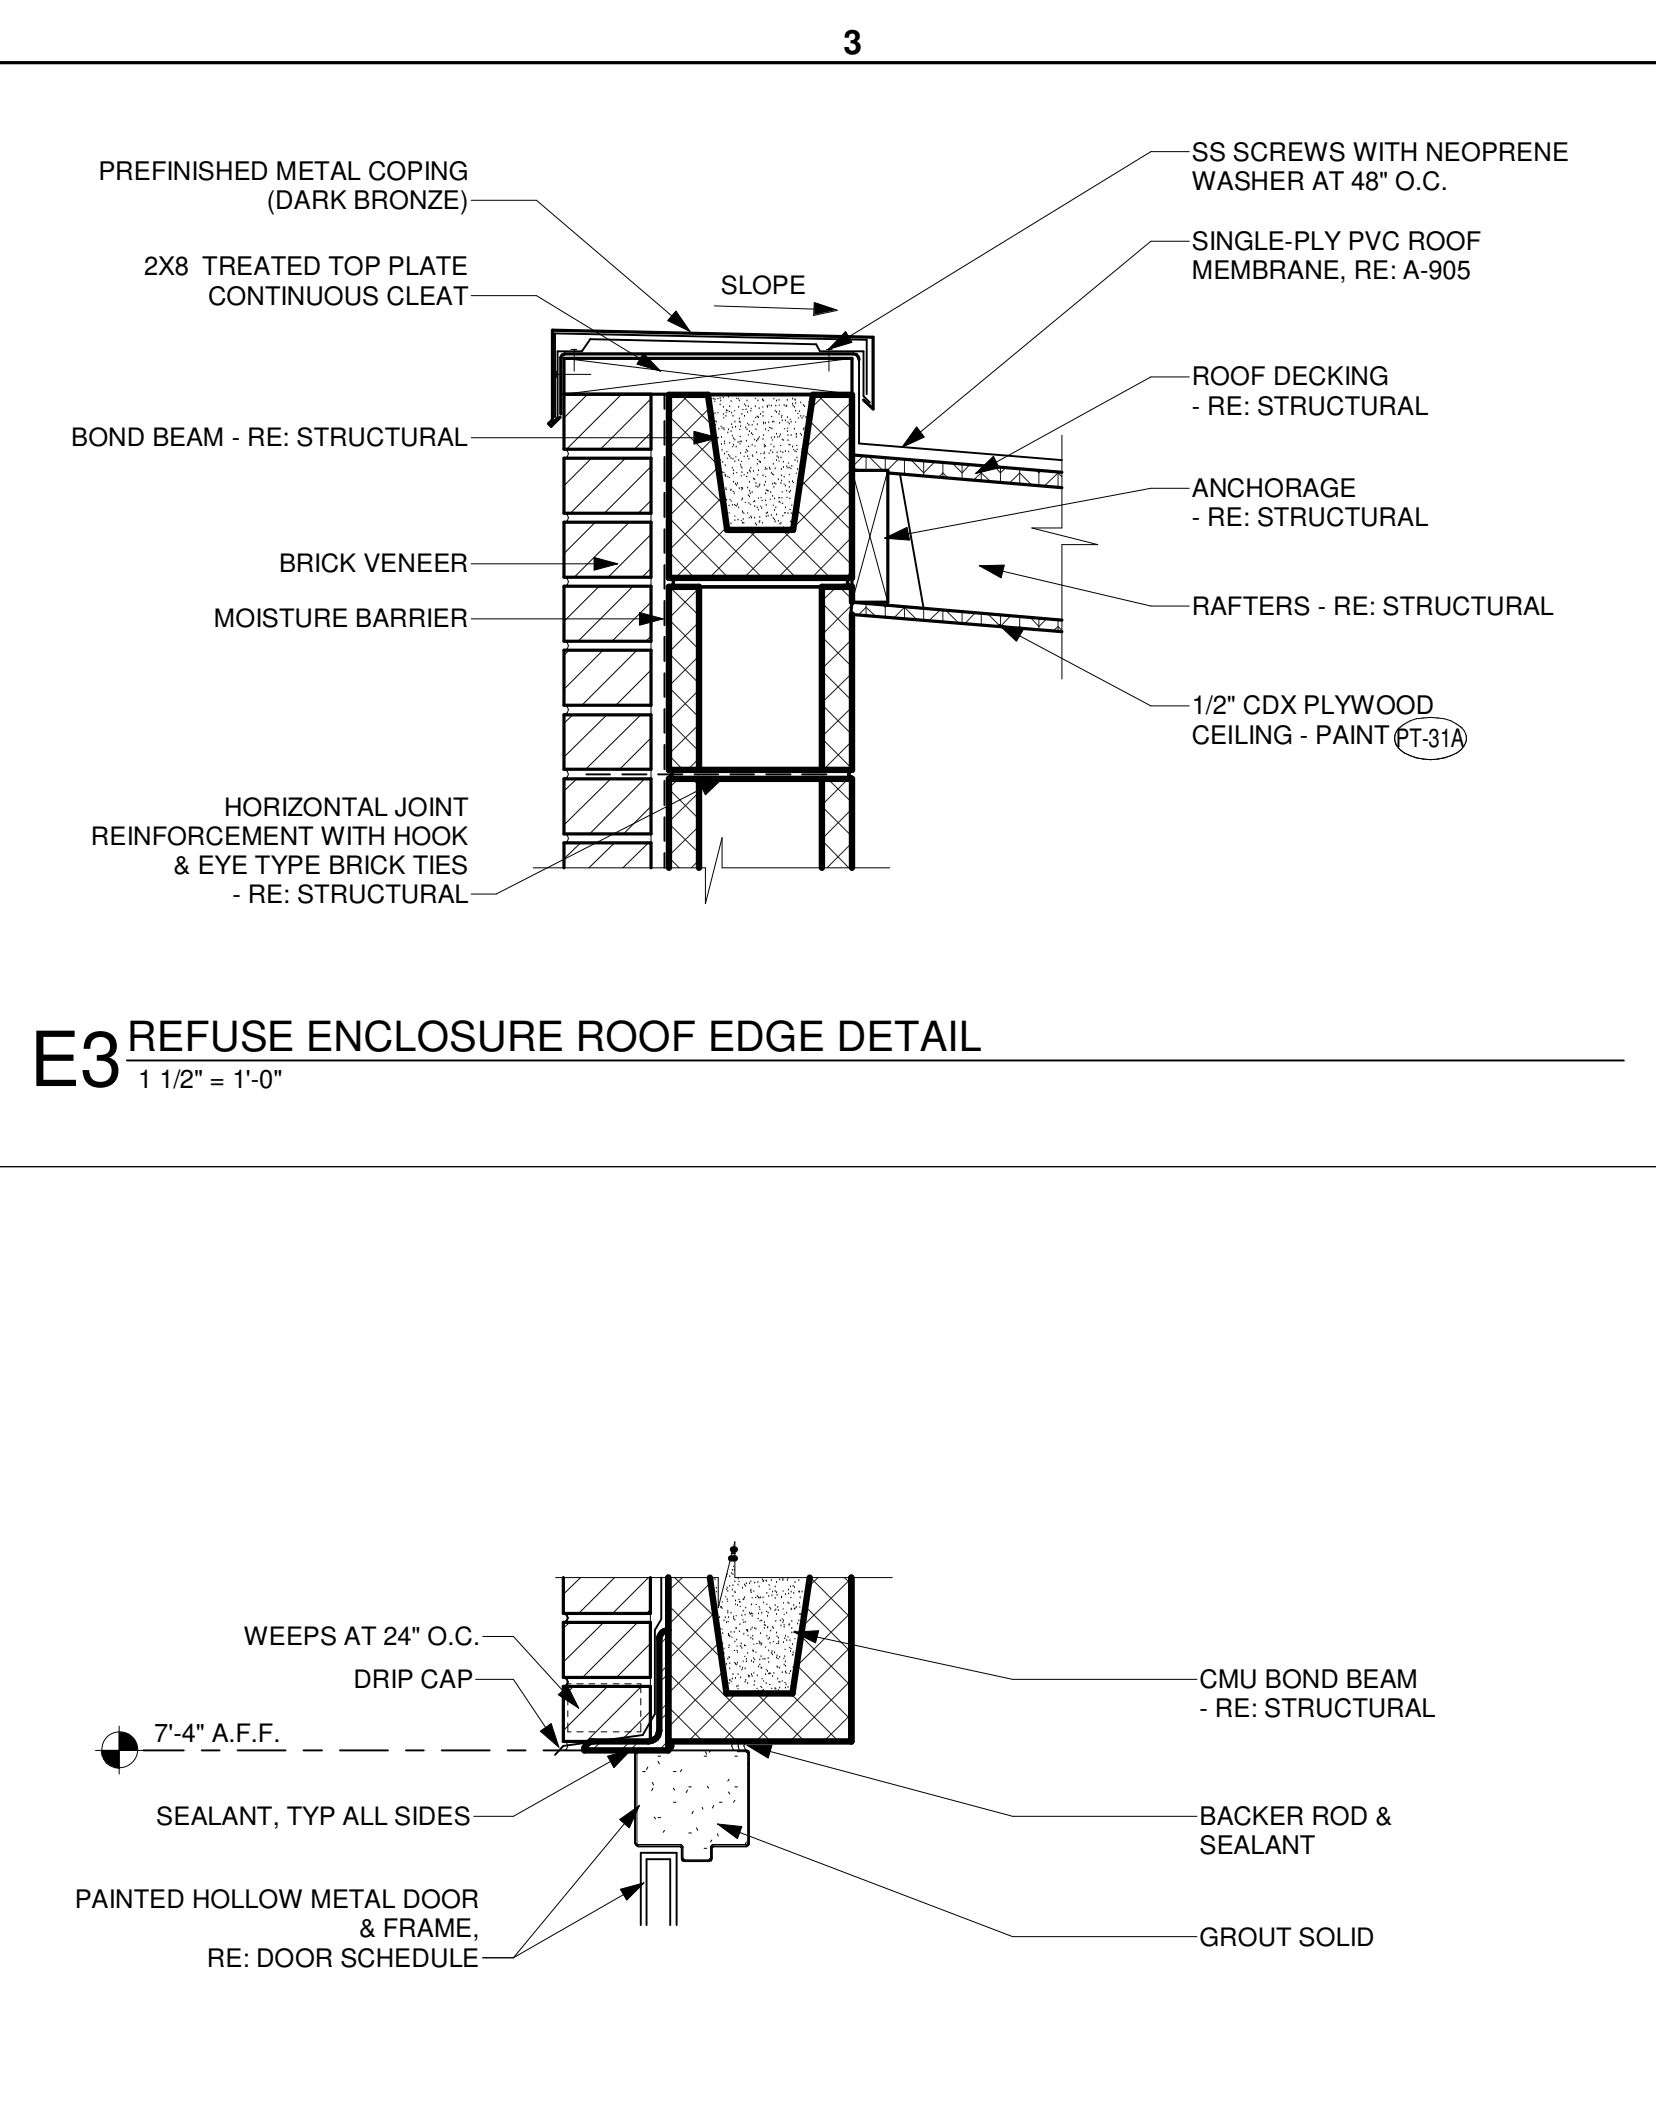 3
PREFINISHED METAL COPING
(DARK BRONZE)
2X8 TREATED TOP PLATE
CONTINUOUS CLEAT
SLOPE
BOND BEAM - RE: STRUCTURAL
BRICK VENEER
MOISTURE BARRIER
HORIZONTAL JOINT
REINFORCEMENT WITH HOOK
& EYE TYPE BRICK TIES
- RE: STRUCTURAL
SS SCREWS WITH NEOPRENE
WASHER AT 48" O.C.
SINGLE-PLY PVC ROOF
MEMBRANE, RE: A-905
ROOF DECKING
- RE: STRUCTURAL
ANCHORAGE
- RE: STRUCTURAL
RAFTERS - RE: STRUCTURAL
1/2" CDX PLYWOOD
CEILING - PAINT PT-31A
E3 REFUSE ENCLOSURE ROOF EDGE DETAIL
1 1/2" = 1'-0"
WEEPS AT 24" O.C.
DRIP CAP
7'-4" A.F.F.
SEALANT, TYP ALL SIDES
PAINTED HOLLOW METAL DOOR
& FRAME,
RE: DOOR SCHEDULE
CMU BOND BEAM
- RE: STRUCTURAL
BACKER ROD &
SEALANT
GROUT SOLID